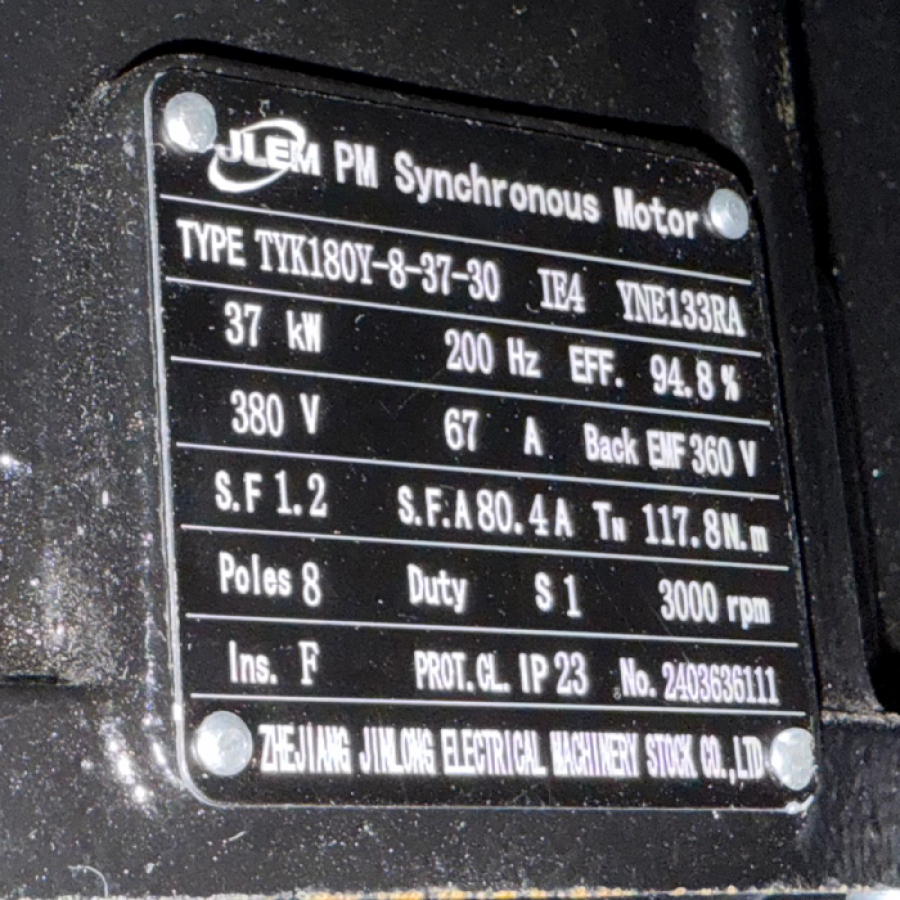 JLEM PM Synchronous Motor
TYPE TYK180Y-8-37-30 IE4 YNE133RA
37 kW 200 Hz EFF. 94.8 %
380 V 67 A Back EMF 360 V
S.F 1.2 S.F.A 80.4 A TN 117.8 N.m
Poles 8 Duty S1 3000 rpm
Ins. F PROT.CL. IP 23 No. 2403636111
ZHEJIANG JINLONG ELECTRICAL MACHINERY STOCK CO.,LTD